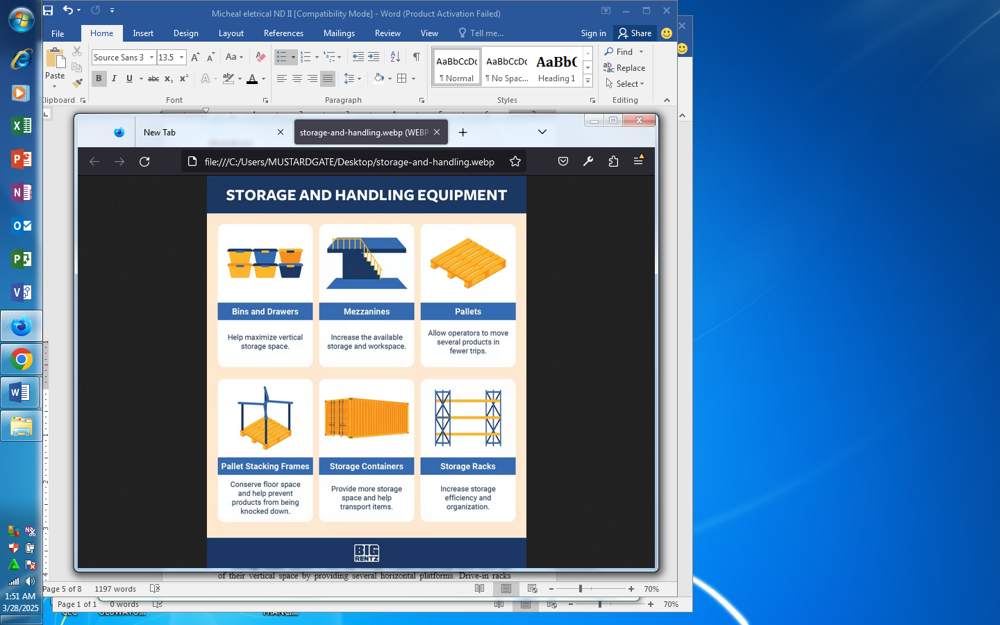 Micheal eletrical ND II [Compatibility Mode] - Word (Product Activation Failed)
File Home Insert Design Layout References Mailings Review View Tell me... Sign in Share
Source Sans 3 13.5
Paste
Clipboard Font Paragraph Styles Editing
AaBbCcDc AaBbCcDc AaBbC
¶ Normal ¶ No Spac... Heading 1
Find
Replace
Select
New Tab
storage-and-handling.webp (WEBP
file:///C:/Users/MUSTARDGATE/Desktop/storage-and-handling.webp
STORAGE AND HANDLING EQUIPMENT
Bins and Drawers
Help maximize vertical
storage space.
Mezzanines
Increase the available
storage and workspace.
Pallets
Allow operators to move
several products in
fewer trips.
Pallet Stacking Frames
Conserve floor space
and help prevent
products from being
knocked down.
Storage Containers
Provide more storage
space and help
transport items.
Storage Racks
Increase storage
efficiency and
organization.
BIG
RENTZ
of their vertical space by providing several horizontal platforms. Drive-in racks
Page 5 of 8 1197 words 70%
Page 1 of 1 0 words 70%
1:51 AM
3/28/2025